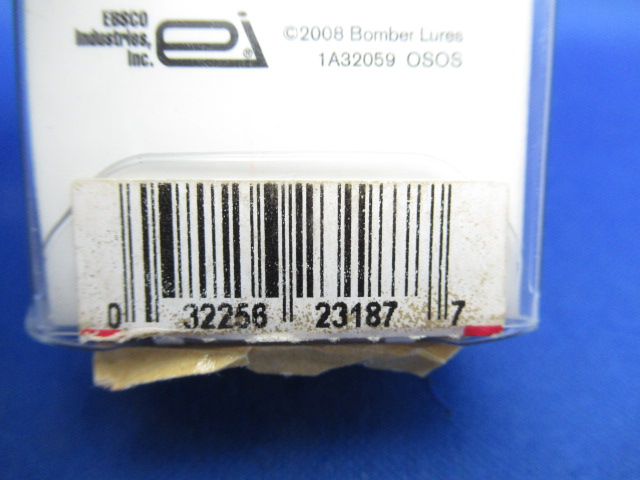 EBSCO
Industries,
Inc.
ei®
©2008 Bomber Lures
1A32059 OSOS
0 32256 23187 7